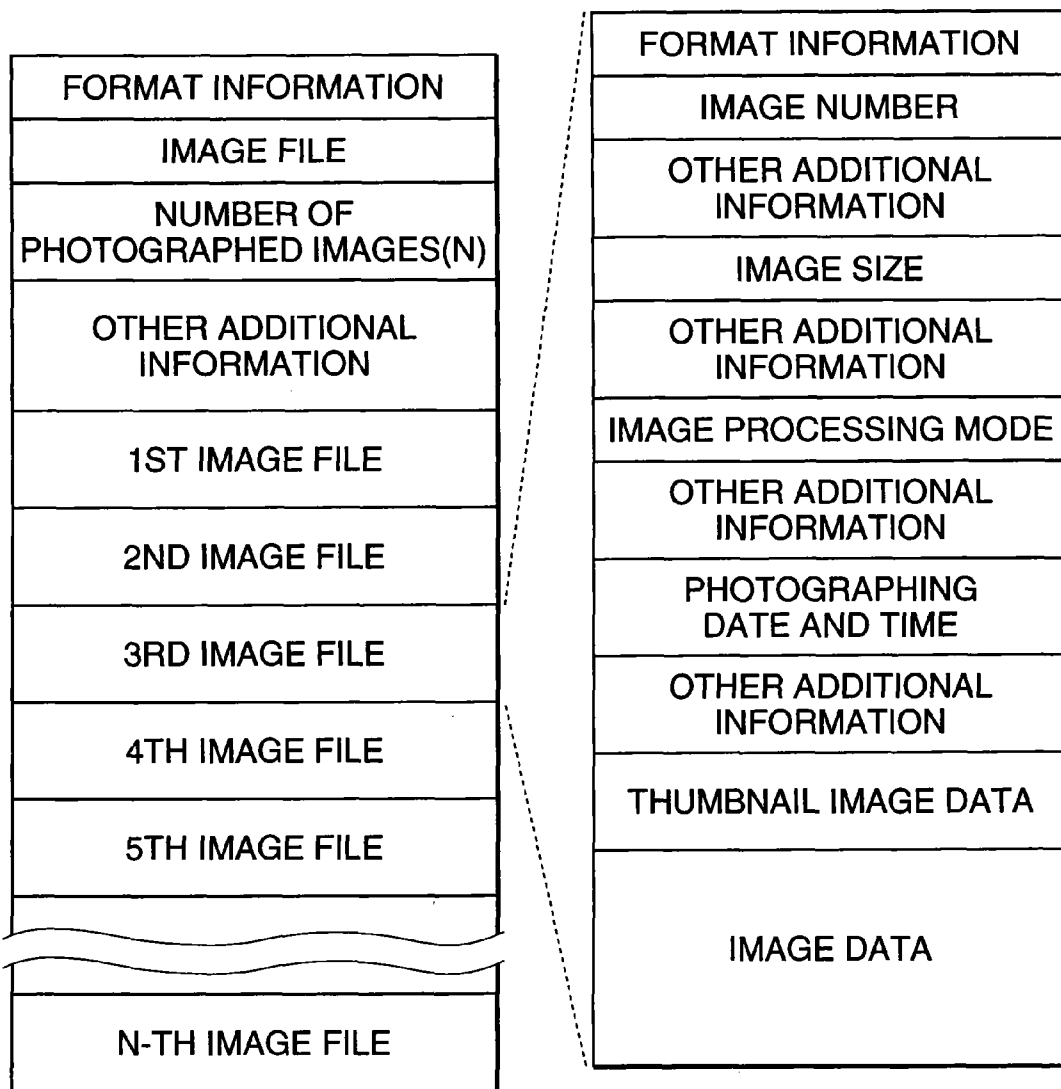 FORMAT INFORMATION
IMAGE FILE
NUMBER OF
PHOTOGRAPHED IMAGES(N)
OTHER ADDITIONAL
INFORMATION
1ST IMAGE FILE
2ND IMAGE FILE
3RD IMAGE FILE
4TH IMAGE FILE
5TH IMAGE FILE
N-TH IMAGE FILE
FORMAT INFORMATION
IMAGE NUMBER
OTHER ADDITIONAL
INFORMATION
IMAGE SIZE
OTHER ADDITIONAL
INFORMATION
IMAGE PROCESSING MODE
OTHER ADDITIONAL
INFORMATION
PHOTOGRAPHING
DATE AND TIME
OTHER ADDITIONAL
INFORMATION
THUMBNAIL IMAGE DATA
IMAGE DATA